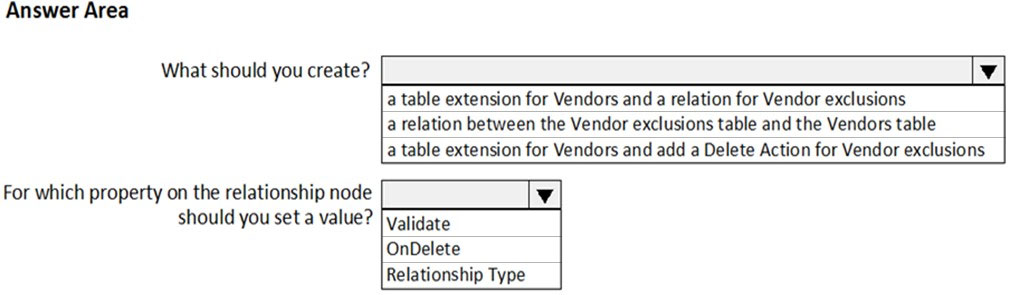 Answer Area
What should you create?
a table extension for Vendors and a relation for Vendor exclusions
a relation between the Vendor exclusions table and the Vendors table
a table extension for Vendors and add a Delete Action for Vendor exclusions
For which property on the relationship node
should you set a value?
Validate
OnDelete
Relationship Type